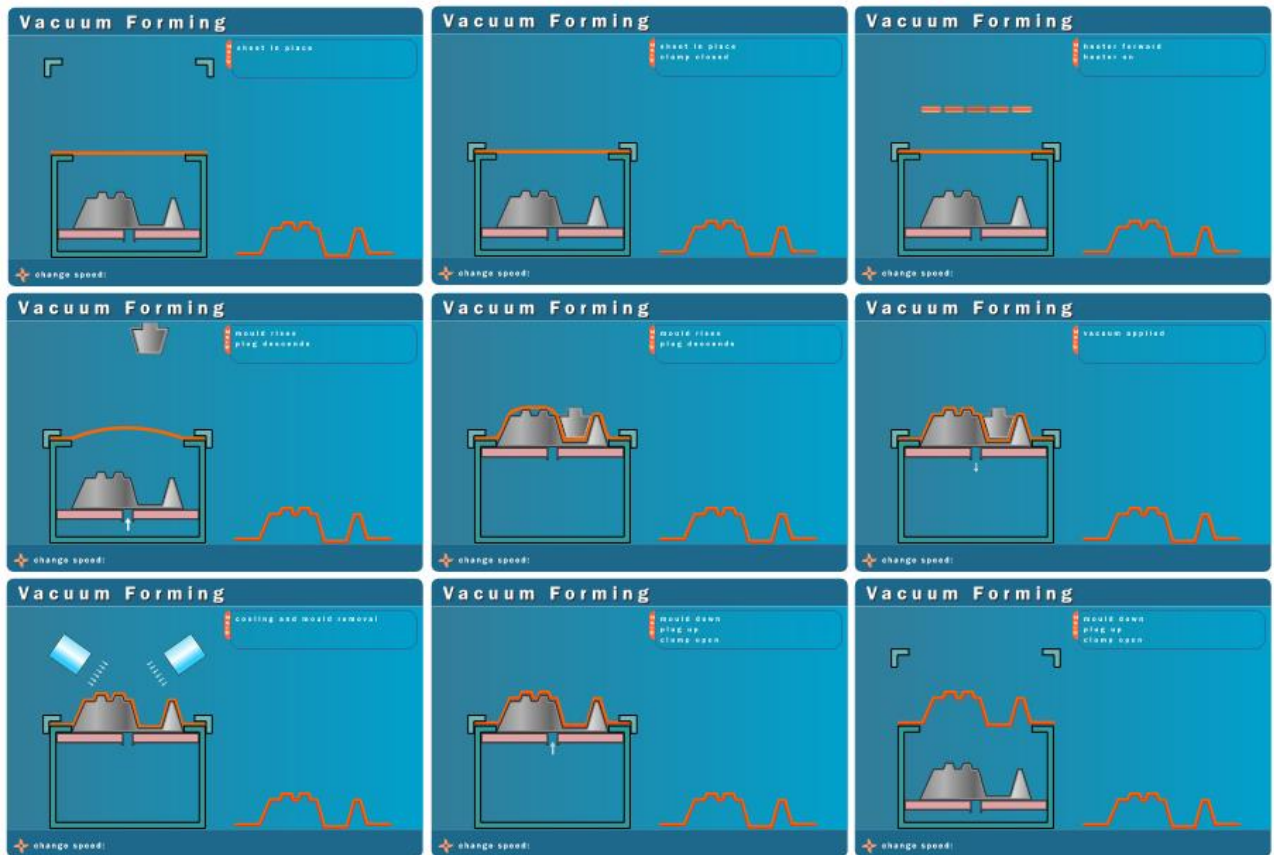 Vacuum Forming
sheet in place
change speed:
Vacuum Forming
sheet in place
clamp closed
change speed:
Vacuum Forming
heater forward
heater on
change speed:
Vacuum Forming
mould rises
plug descends
change speed:
Vacuum Forming
mould rises
plug descends
change speed:
Vacuum Forming
vacuum applied
change speed:
Vacuum Forming
cooling and mould removal
change speed:
Vacuum Forming
mould down
plug up
clamp open
change speed:
Vacuum Forming
mould down
plug up
clamp open
change speed: